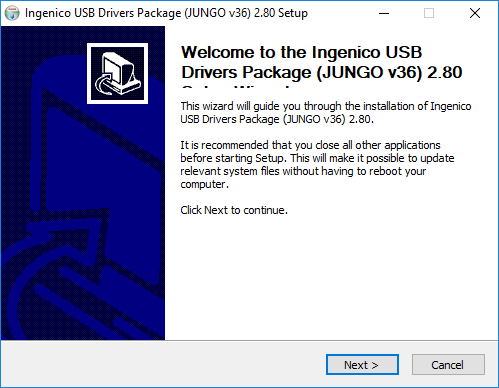 Ingenico USB Drivers Package (JUNGO v36) 2.80 Setup
Welcome to the Ingenico USB
Drivers Package (JUNGO v36) 2.80
This wizard will guide you through the installation of Ingenico
USB Drivers Package (JUNGO v36) 2.80.
It is recommended that you close all other applications
before starting Setup. This will make it possible to update
relevant system files without having to reboot your
computer.
Click Next to continue.
Next >
Cancel